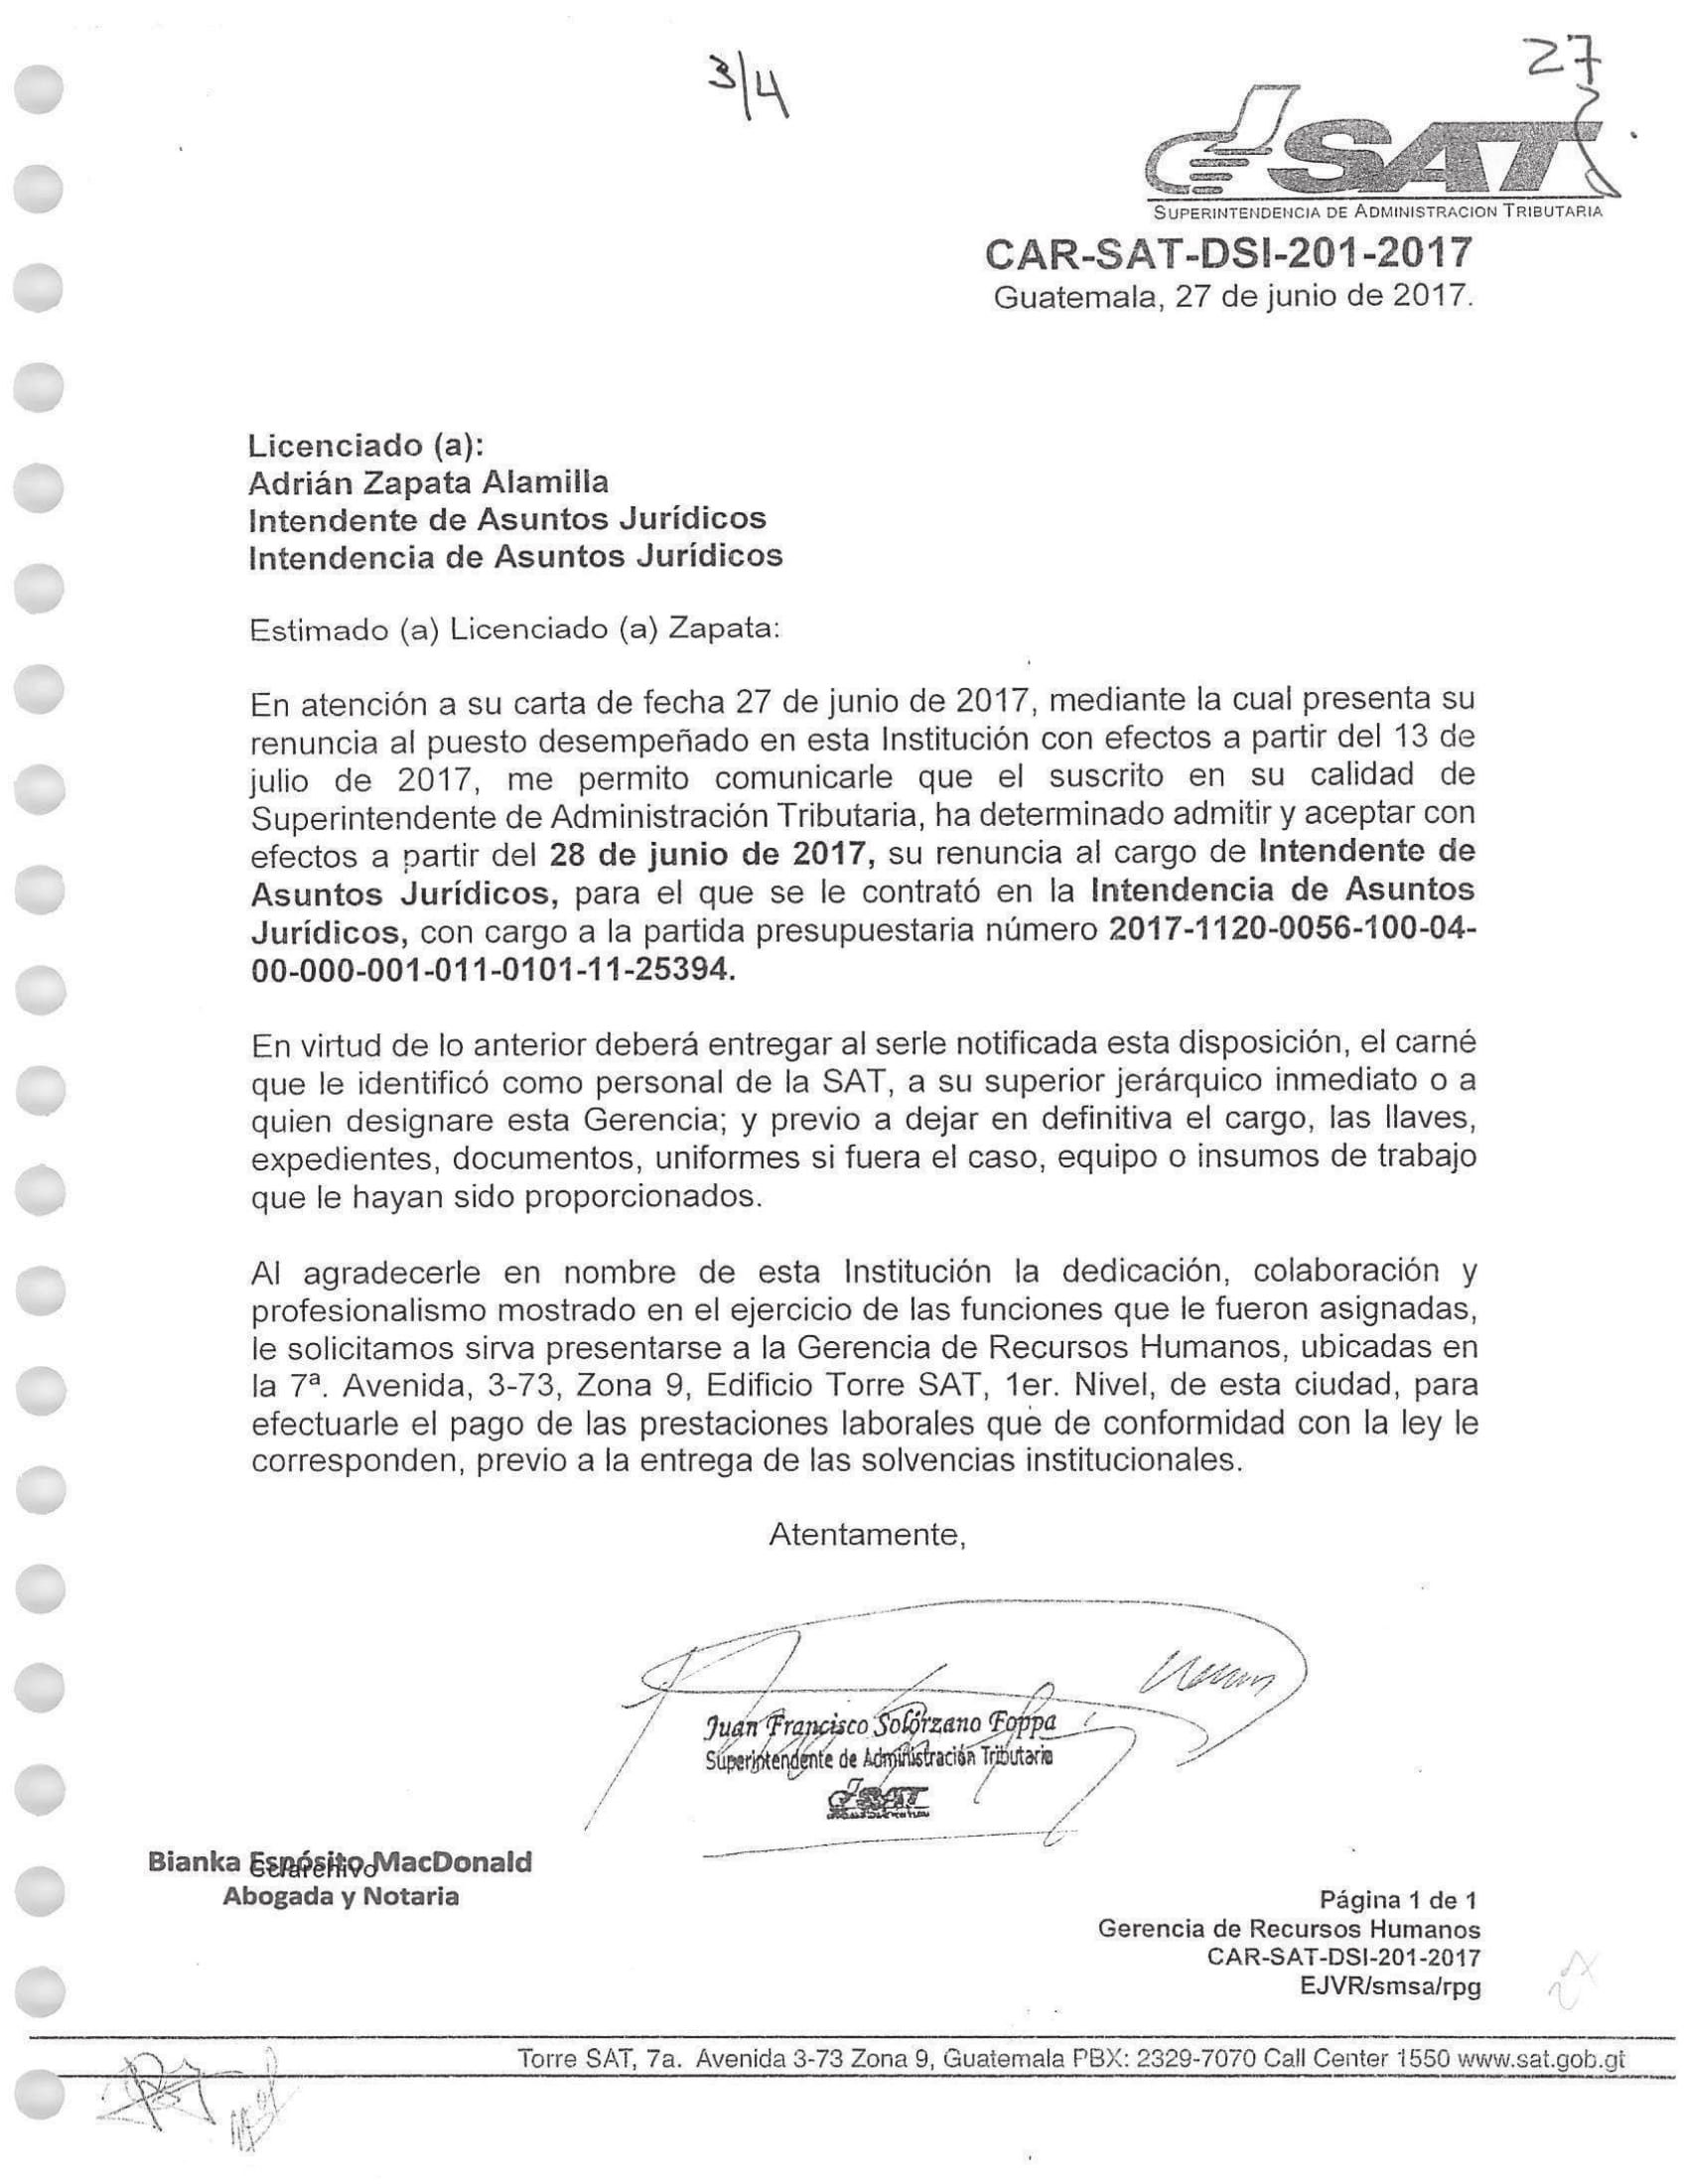 3/4
27
SAT
SUPERINTENDENCIA DE ADMINISTRACION TRIBUTARIA
CAR-SAT-DSI-201-2017
Guatemala, 27 de junio de 2017.
Licenciado (a):
Adrián Zapata Alamilla
Intendente de Asuntos Jurídicos
Intendencia de Asuntos Jurídicos
Estimado (a) Licenciado (a) Zapata:
En atención a su carta de fecha 27 de junio de 2017, mediante la cual presenta su
renuncia al puesto desempeñado en esta Institución con efectos a partir del 13 de
julio de 2017, me permito comunicarle que el suscrito en su calidad de
Superintendente de Administración Tributaria, ha determinado admitir y aceptar con
efectos a partir del 28 de junio de 2017, su renuncia al cargo de Intendente de
Asuntos Jurídicos, para el que se le contrató en la Intendencia de Asuntos
Jurídicos, con cargo a la partida presupuestaria número 2017-1120-0056-100-04-
00-000-001-011-0101-11-25394.
En virtud de lo anterior deberá entregar al serle notificada esta disposición, el carné
que le identificó como personal de la SAT, a su superior jerárquico inmediato o a
quien designare esta Gerencia; y previo a dejar en definitiva el cargo, las llaves,
expedientes, documentos, uniformes si fuera el caso, equipo o insumos de trabajo
que le hayan sido proporcionados.
Al agradecerle en nombre de esta Institución la dedicación, colaboración y
profesionalismo mostrado en el ejercicio de las funciones que le fueron asignadas,
le solicitamos sirva presentarse a la Gerencia de Recursos Humanos, ubicadas en
la 7ª. Avenida, 3-73, Zona 9, Edificio Torre SAT, 1er. Nivel, de esta ciudad, para
efectuarle el pago de las prestaciones laborales que de conformidad con la ley le
corresponden, previo a la entrega de las solvencias institucionales.
Atentamente,
Juan Francisco Solórzano Foppa
Superintendente de Administración Tributaria
SAT
Bianka Espósito MacDonald
Abogada y Notaria
Página 1 de 1
Gerencia de Recursos Humanos
CAR-SAT-DSI-201-2017
EJVR/smsa/rpg
Torre SAT, 7a. Avenida 3-73 Zona 9, Guatemala PBX: 2329-7070 Call Center 1550 www.sat.gob.gt